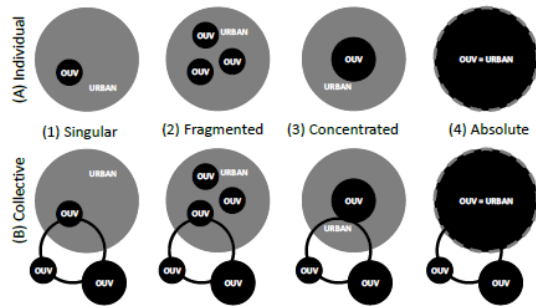 (A) Individual
OUV
URBAN
OUV
URBAN
OUV
OUV
OUV
URBAN
OUV = URBAN
(1) Singular
(2) Fragmented
(3) Concentrated
(4) Absolute
(B) Collective
URBAN
OUV
OUV
OUV
OUV
URBAN
OUV
OUV
OUV
OUV
OUV
URBAN
OUV
OUV
OUV = URBAN
OUV
OUV